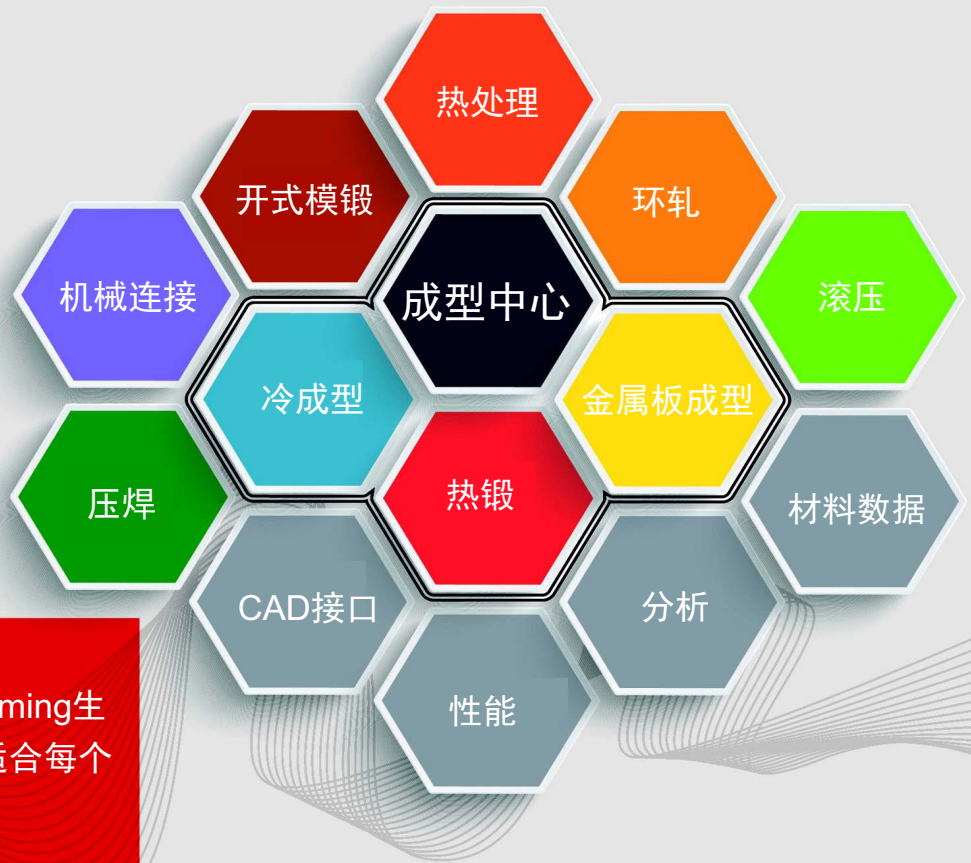 热处理
开式模锻
环轧
机械连接
成型中心
滚压
冷成型
金属板成型
压焊
热锻
材料数据
CAD接口
分析
性能
ming生
适合每个